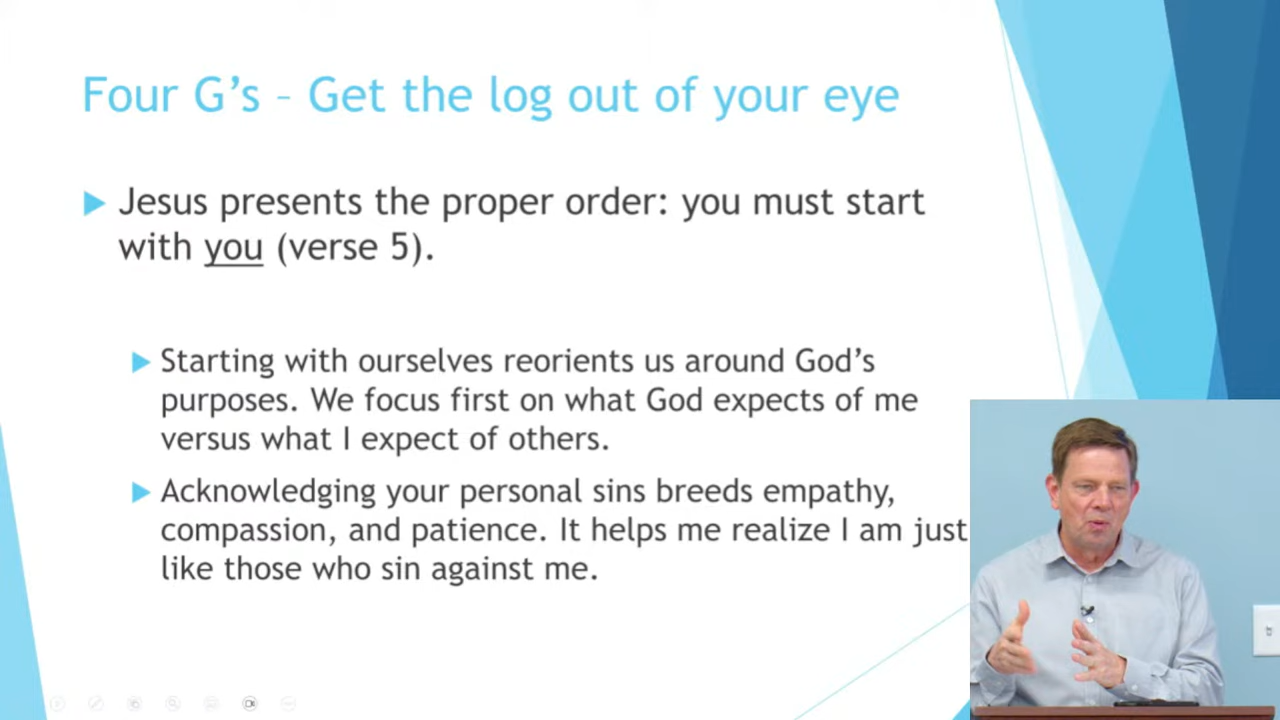 Four G’s – Get the log out of your eye
Jesus presents the proper order: you must start
with you (verse 5).
Starting with ourselves reorients us around God’s
purposes. We focus first on what God expects of me
versus what I expect of others.
Acknowledging your personal sins breeds empathy,
compassion, and patience. It helps me realize I am just
like those who sin against me.